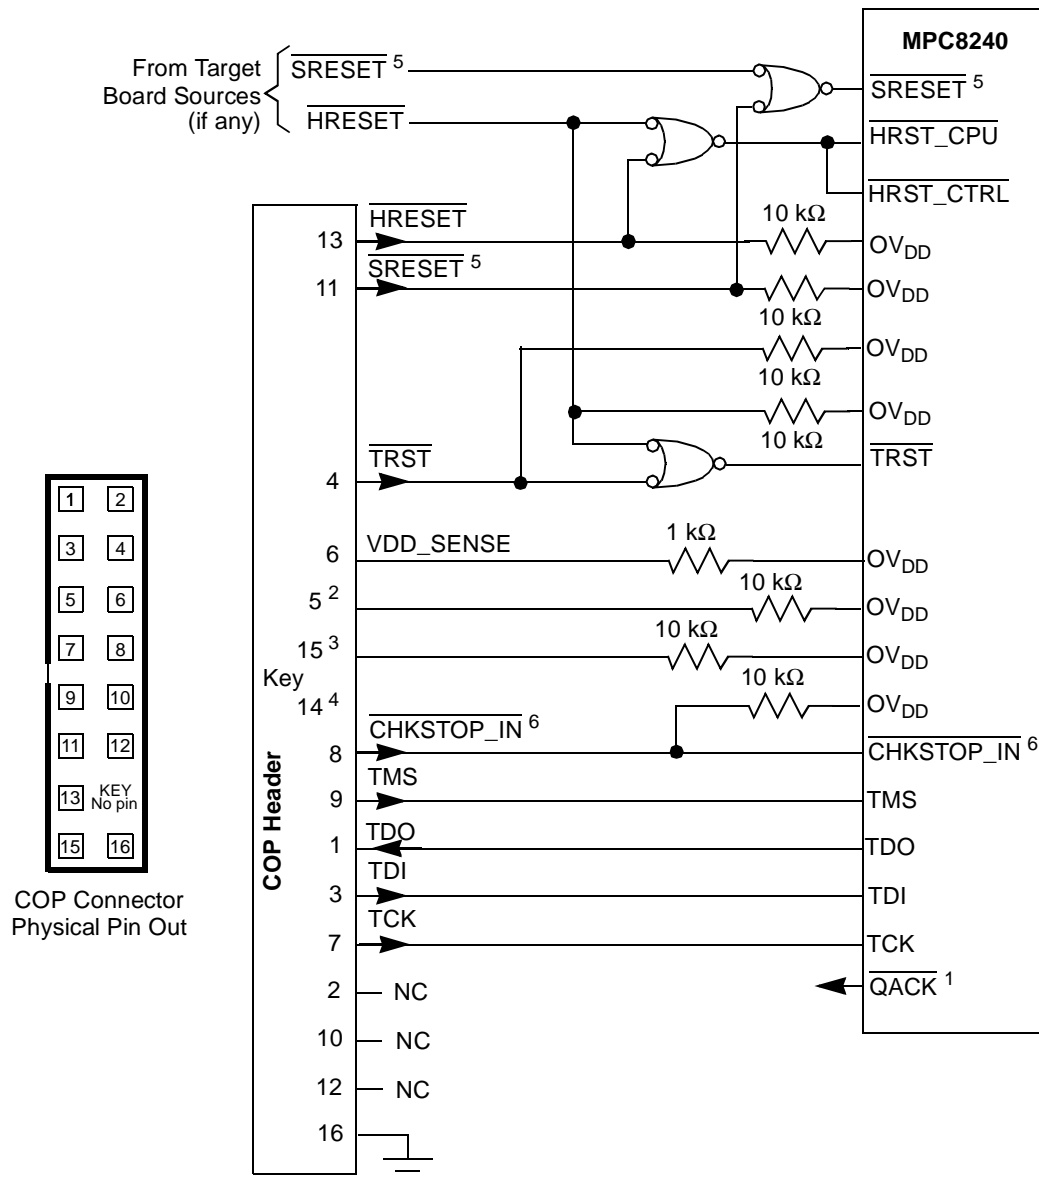 MPC8240
From Target
Board Sources
(if any)
SRESET 5
HRESET
SRESET 5
HRST_CPU
HRST_CTRL
13 HRESET 10 kΩ OVDD
11 SRESET 5 10 kΩ OVDD
10 kΩ OVDD
10 kΩ OVDD
4 TRST TRST
6 VDD_SENSE 1 kΩ OVDD
5 2 10 kΩ OVDD
15 3 10 kΩ OVDD
Key
14 4 10 kΩ OVDD
8 CHKSTOP_IN 6 CHKSTOP_IN 6
9 TMS TMS
1 TDO TDO
3 TDI TDI
7 TCK TCK
QACK 1
2 NC
10 NC
12 NC
16
COP Header
1 2
3 4
5 6
7 8
9 10
11 12
13 KEY
No pin
15 16
COP Connector
Physical Pin Out